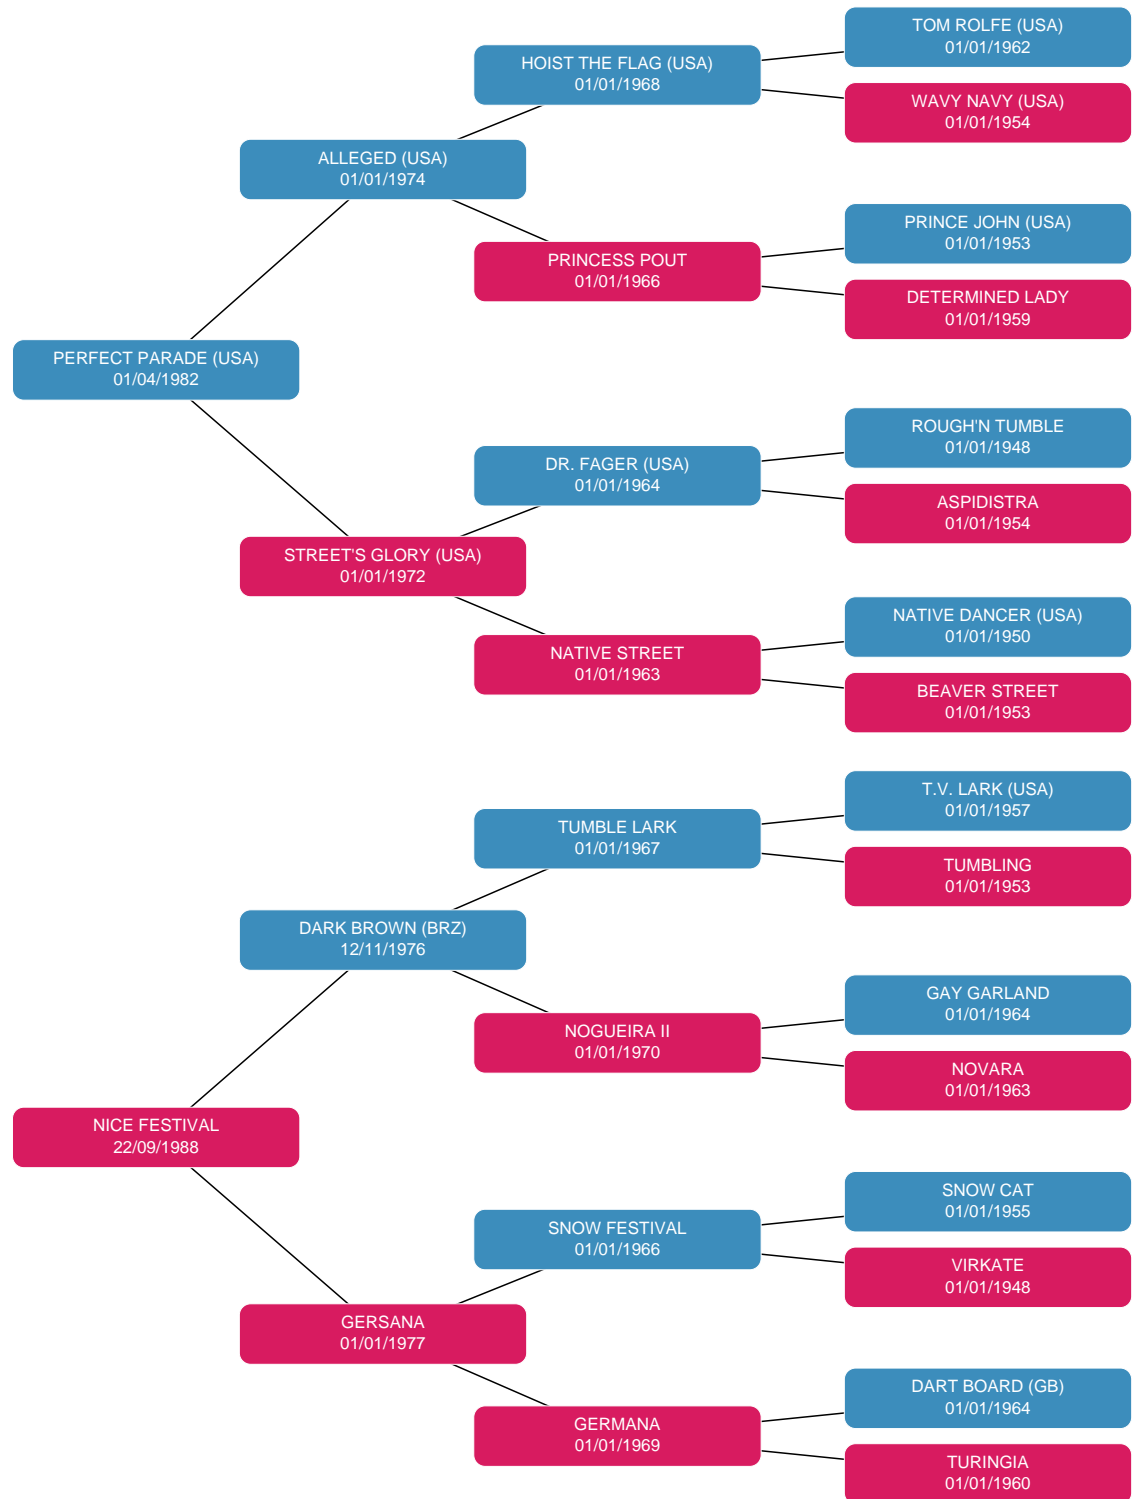 TOM ROLFE (USA)
01/01/1962
HOIST THE FLAG (USA)
01/01/1968
WAVY NAVY (USA)
01/01/1954
ALLEGED (USA)
01/01/1974
PRINCE JOHN (USA)
01/01/1953
PRINCESS POUT
01/01/1966
DETERMINED LADY
01/01/1959
PERFECT PARADE (USA)
01/04/1982
ROUGH'N TUMBLE
01/01/1948
DR. FAGER (USA)
01/01/1964
ASPIDISTRA
01/01/1954
STREET'S GLORY (USA)
01/01/1972
NATIVE DANCER (USA)
01/01/1950
NATIVE STREET
01/01/1963
BEAVER STREET
01/01/1953
T.V. LARK (USA)
01/01/1957
TUMBLE LARK
01/01/1967
TUMBLING
01/01/1953
DARK BROWN (BRZ)
12/11/1976
GAY GARLAND
01/01/1964
NOGUEIRA II
01/01/1970
NOVARA
01/01/1963
NICE FESTIVAL
22/09/1988
SNOW CAT
01/01/1955
SNOW FESTIVAL
01/01/1966
VIRKATE
01/01/1948
GERSANA
01/01/1977
DART BOARD (GB)
01/01/1964
GERMANA
01/01/1969
TURINGIA
01/01/1960